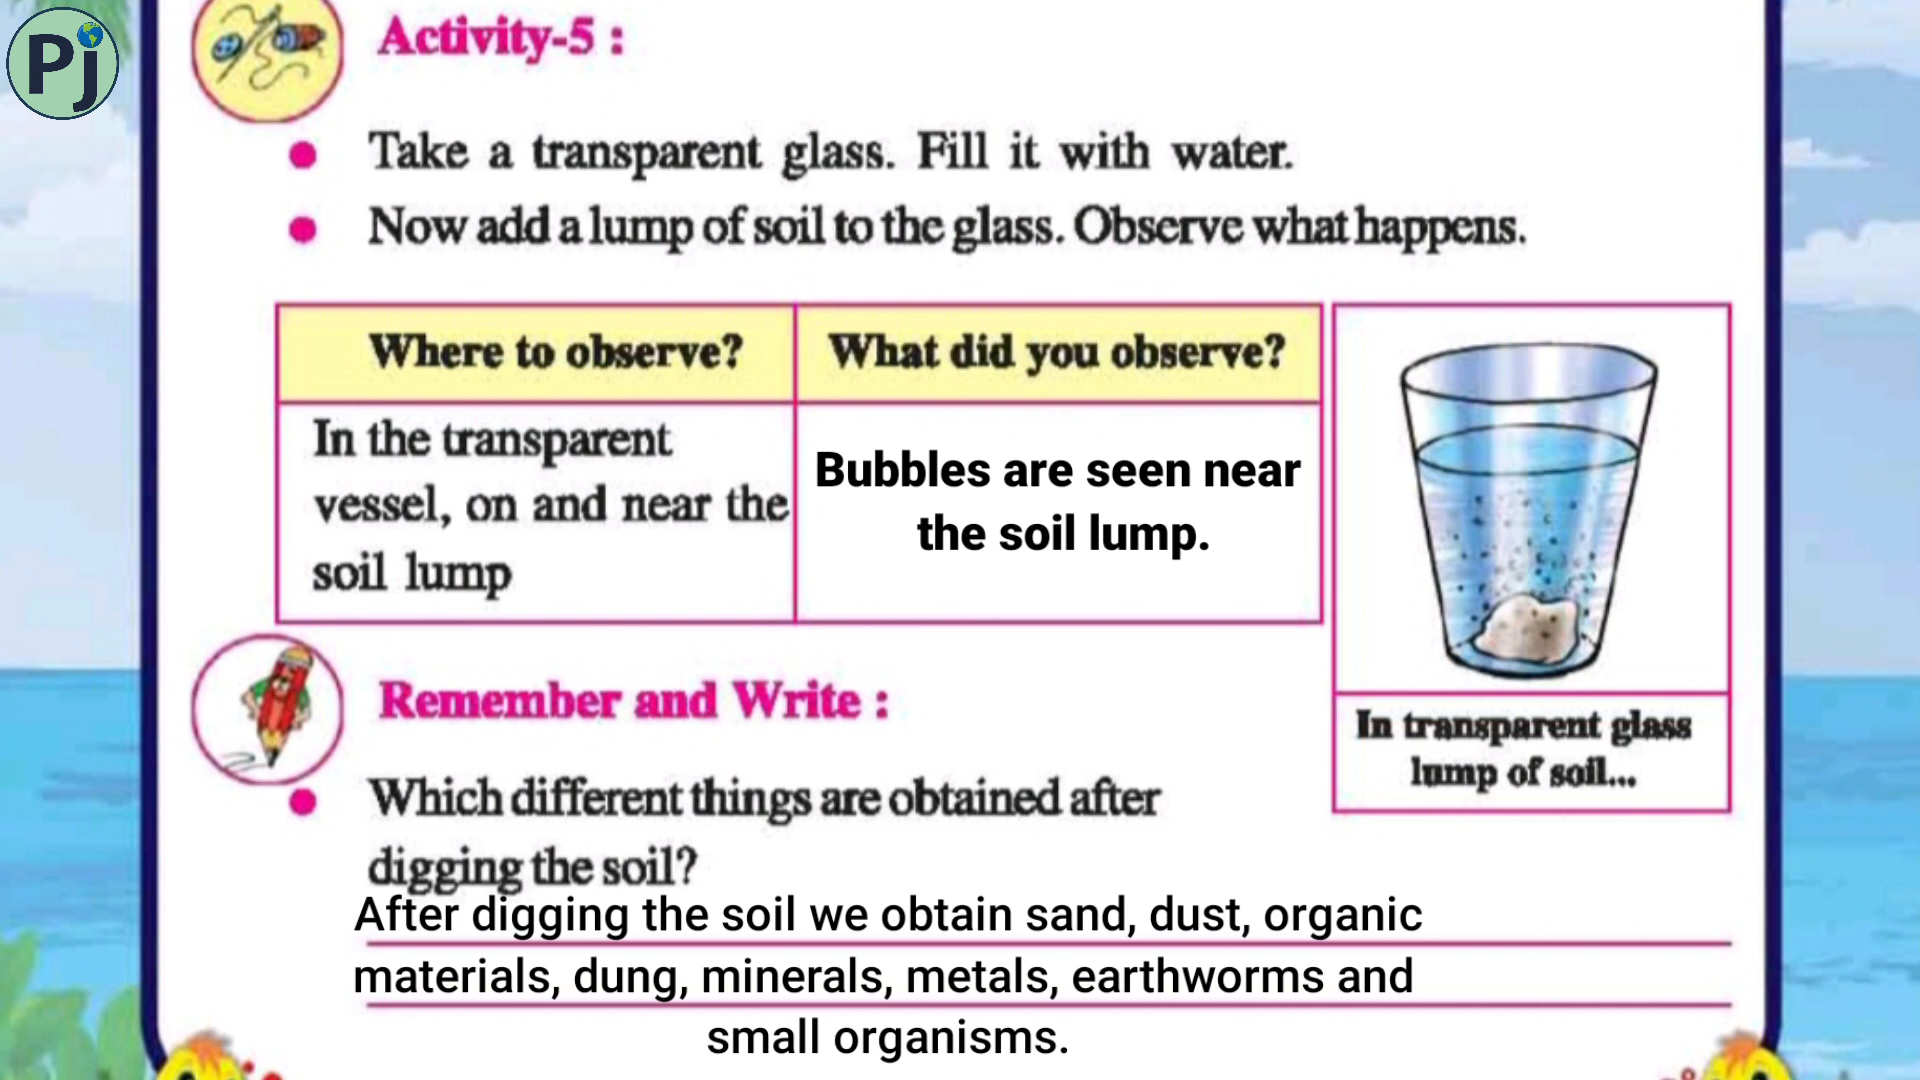 Pj
Activity-5 :
Take a transparent glass. Fill it with water.
Now add a lump of soil to the glass. Observe what happens.
Where to observe?
What did you observe?
In the transparent
vessel, on and near the
soil lump
Bubbles are seen near
the soil lump.
In transparent glass
lump of soil...
Remember and Write :
Which different things are obtained after
digging the soil?
After digging the soil we obtain sand, dust, organic
materials, dung, minerals, metals, earthworms and
small organisms.